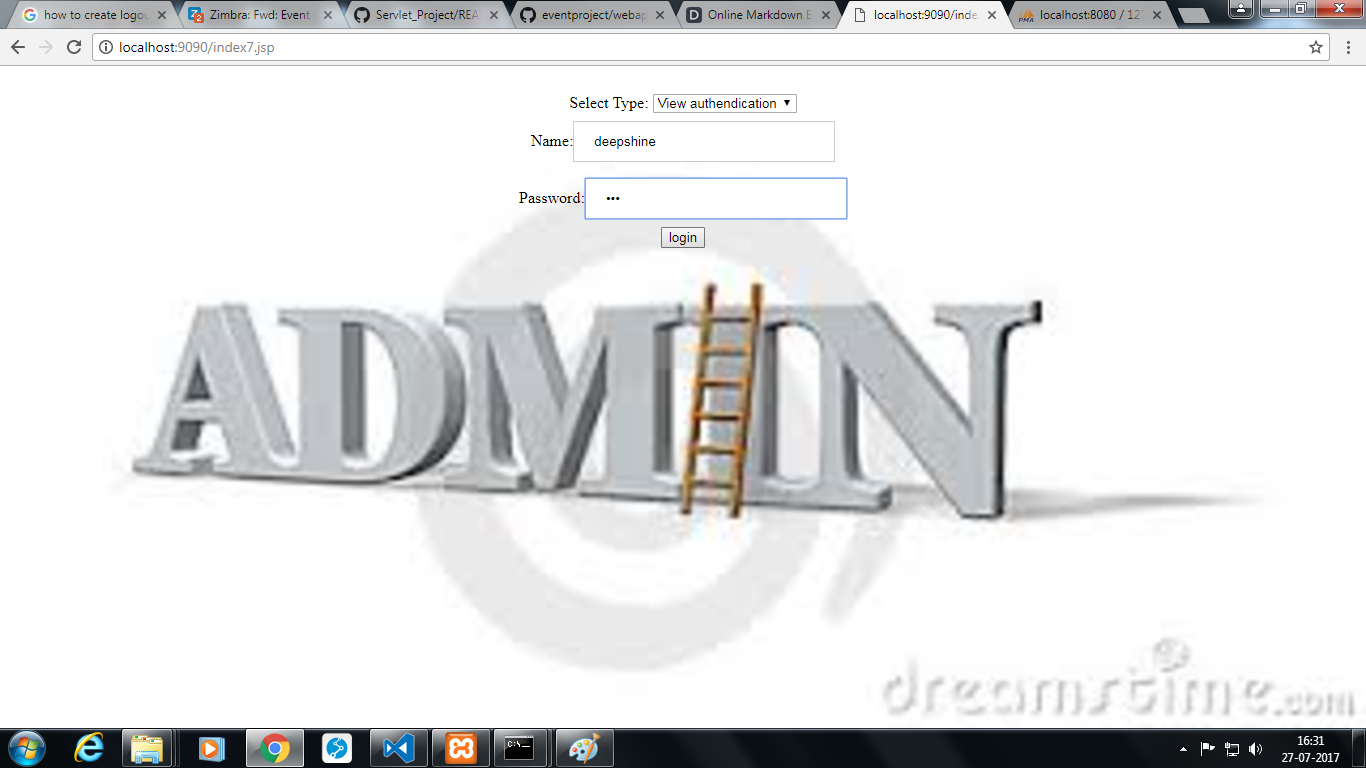 how to create logou
Zimbra: Fwd: Event
Servlet_Project/REA
eventproject/webap
Online Markdown E
localhost:9090/inde
localhost:8080 / 127
localhost:9090/index7.jsp
Select Type: View authendication
Name: deepshine
Password: •••
login
ADMIN
dreamstime.com
16:31
27-07-2017